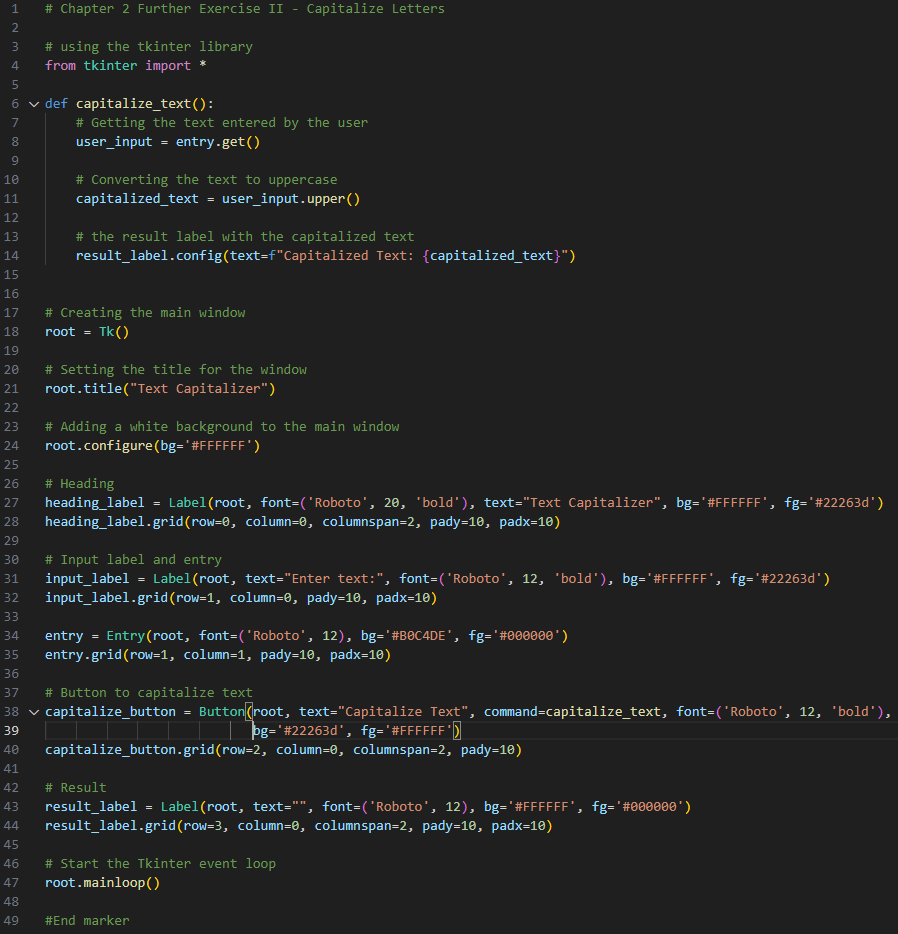 1 # Chapter 2 Further Exercise II - Capitalize Letters
2
3 # using the tkinter library
4 from tkinter import *
5
6 def capitalize_text():
7     # Getting the text entered by the user
8     user_input = entry.get()
9
10     # Converting the text to uppercase
11     capitalized_text = user_input.upper()
12
13     # the result label with the capitalized text
14     result_label.config(text=f"Capitalized Text: {capitalized_text}")
15
16
17 # Creating the main window
18 root = Tk()
19
20 # Setting the title for the window
21 root.title("Text Capitalizer")
22
23 # Adding a white background to the main window
24 root.configure(bg='#FFFFFF')
25
26 # Heading
27 heading_label = Label(root, font=('Roboto', 20, 'bold'), text="Text Capitalizer", bg='#FFFFFF', fg='#22263d')
28 heading_label.grid(row=0, column=0, columnspan=2, pady=10, padx=10)
29
30 # Input label and entry
31 input_label = Label(root, text="Enter text:", font=('Roboto', 12, 'bold'), bg='#FFFFFF', fg='#22263d')
32 input_label.grid(row=1, column=0, pady=10, padx=10)
33
34 entry = Entry(root, font=('Roboto', 12), bg='#B0C4DE', fg='#000000')
35 entry.grid(row=1, column=1, pady=10, padx=10)
36
37 # Button to capitalize text
38 capitalize_button = Button(root, text="Capitalize Text", command=capitalize_text, font=('Roboto', 12, 'bold'),
39                            bg='#22263d', fg='#FFFFFF')
40 capitalize_button.grid(row=2, column=0, columnspan=2, pady=10)
41
42 # Result
43 result_label = Label(root, text="", font=('Roboto', 12), bg='#FFFFFF', fg='#000000')
44 result_label.grid(row=3, column=0, columnspan=2, pady=10, padx=10)
45
46 # Start the Tkinter event loop
47 root.mainloop()
48
49 #End marker